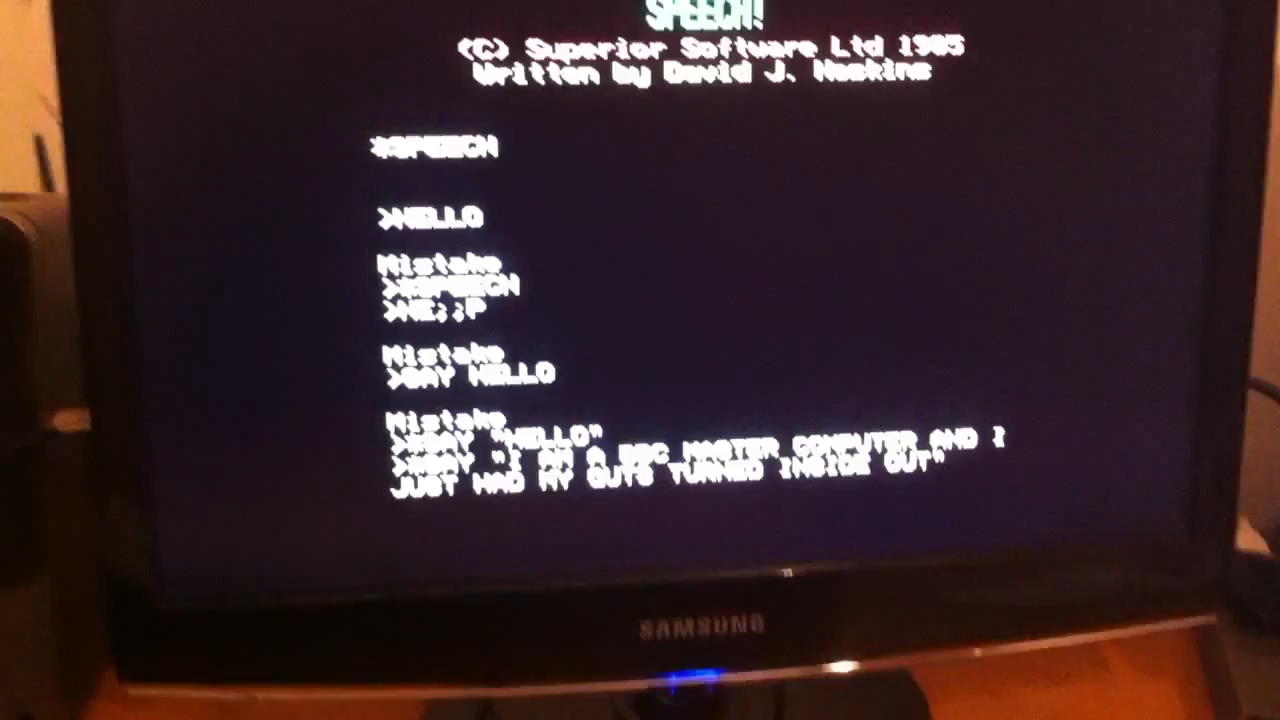 SPEECH!
(C) Superior Software Ltd 1985
Written by David J. Hoskins
*SPEECH
>HELLO
Mistake
>*SPEECH
>HE;;P
Mistake
>SAY HELLO
Mistake
>*SAY "HELLO"
>*SAY "I AM A BBC MASTER COMPUTER AND I
JUST HAD MY GUTS TURNED INSIDE OUT"
SAMSUNG